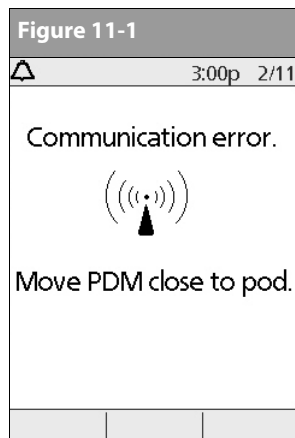 Figure 11-1
3:00p 2/11
Communication error.
Move PDM close to pod.